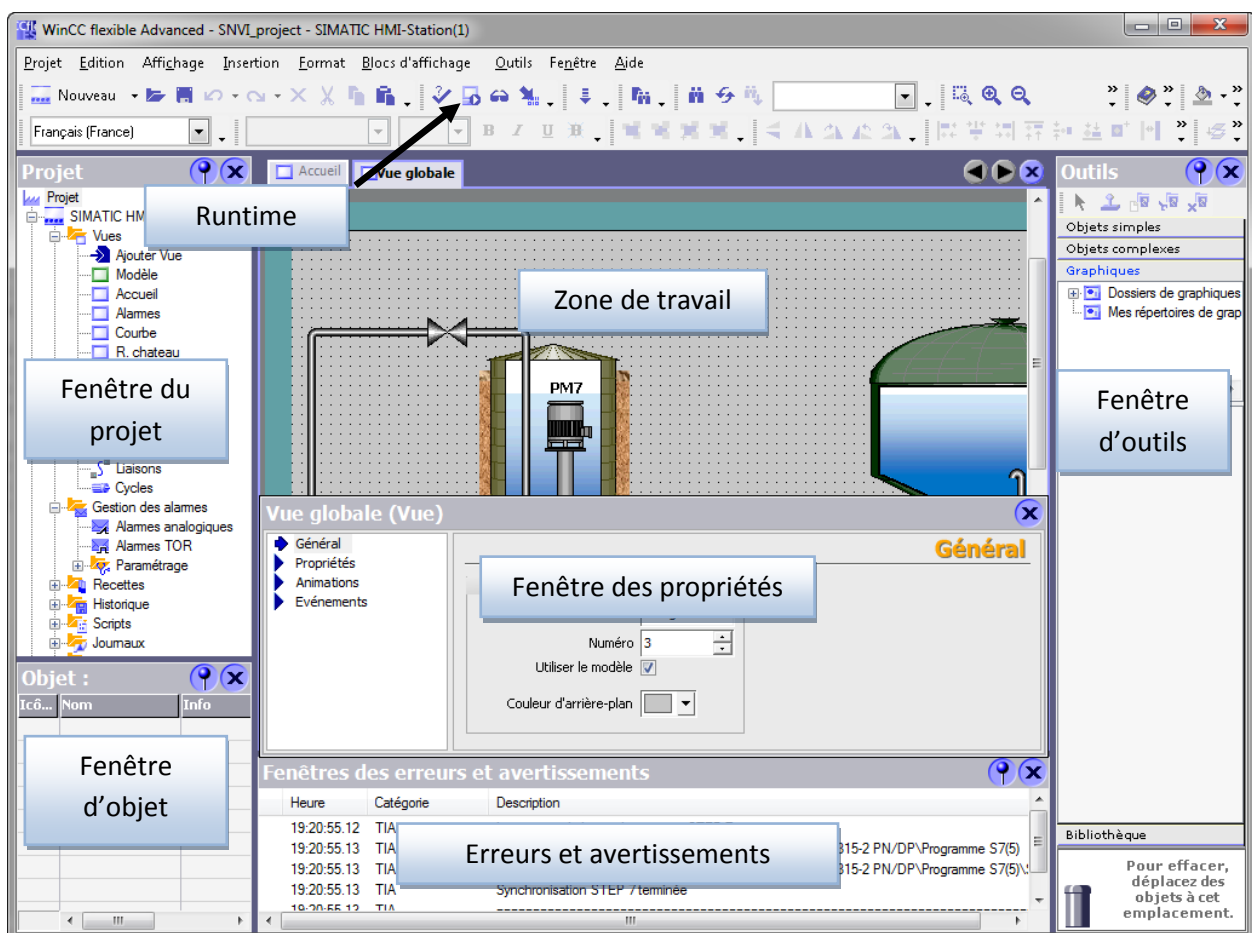 WinCC flexible Advanced - SNVI_project - SIMATIC HMI-Station(1)
Projet Edition Affichage Insertion Format Blocs d'affichage Outils Fenêtre Aide
Nouveau
Français (France)
B I U B
Projet
Projet
SIMATIC HM
Vues
Ajouter Vue
Modèle
Accueil
Alarmes
Courbe
R. chateau
Fenêtre du
projet
Liaisons
Cycles
Gestion des alarmes
Alarmes analogiques
Alarmes TOR
Paramétrage
Recettes
Historique
Scripts
Journaux
Objet :
Icô... Nom Info
Fenêtre
d'objet
Runtime
Accueil
Vue globale
Zone de travail
PM7
Vue globale (Vue)
Général
Propriétés
Animations
Evénements
Général
Fenêtre des propriétés
Numéro 3
Utiliser le modèle
Couleur d'arrière-plan
Fenêtres des erreurs et avertissements
Heure Catégorie Description
19:20:55.12 TIA
19:20:55.13 TIA 315-2 PN/DP\Programme S7(5)
19:20:55.13 TIA 315-2 PN/DP\Programme S7(5)\
19:20:55.13 TIA Synchronisation STEP 7 terminée
19:20:55.13 TIA
Erreurs et avertissements
Outils
Objets simples
Objets complexes
Graphiques
Dossiers de graphiques
Mes répertoires de grap
Fenêtre
d'outils
Bibliothèque
Pour effacer,
déplacez des
objets à cet
emplacement.